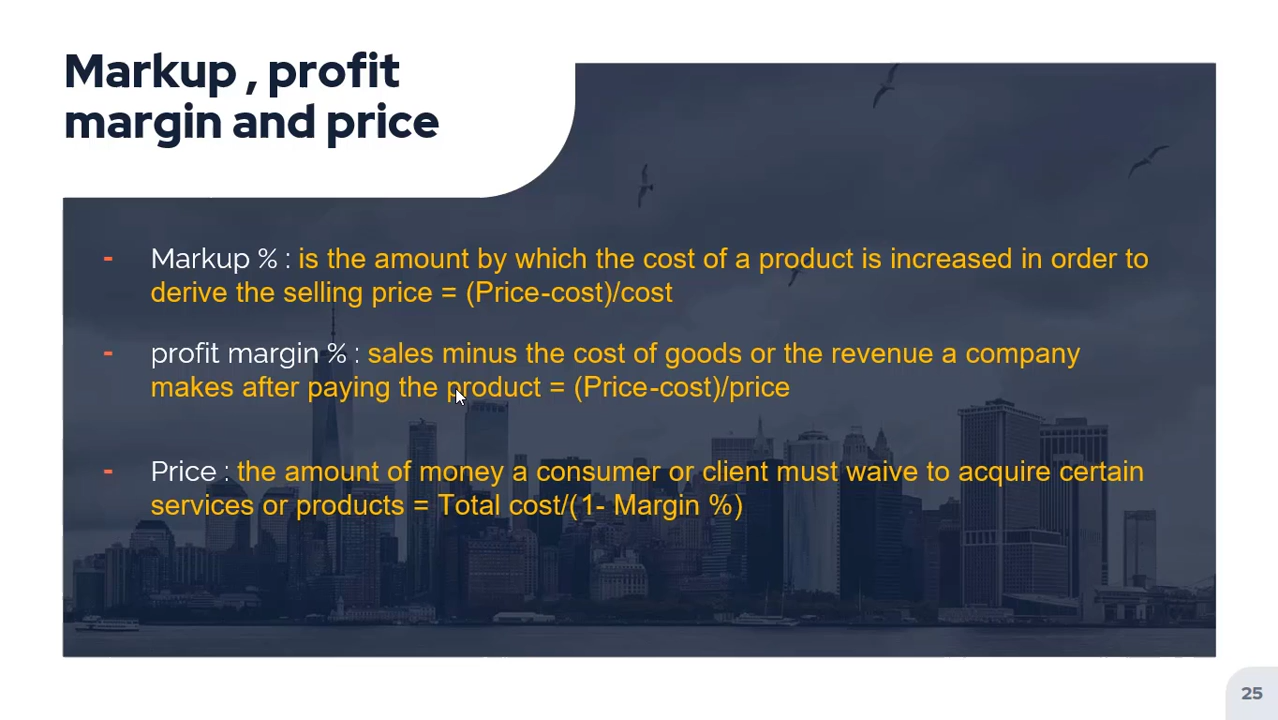 Markup , profit
margin and price
- Markup % : is the amount by which the cost of a product is increased in order to
derive the selling price = (Price-cost)/cost
- profit margin % : sales minus the cost of goods or the revenue a company
makes after paying the product = (Price-cost)/price
- Price : the amount of money a consumer or client must waive to acquire certain
services or products = Total cost/(1- Margin %)
25